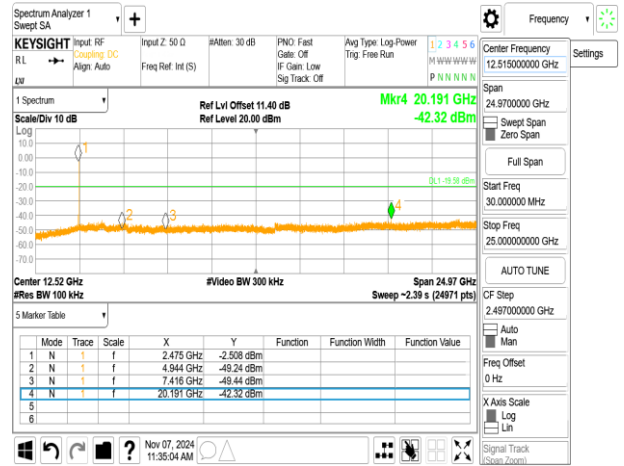 Spectrum Analyzer 1
Swept SA
+
Frequency
Settings
KEYSIGHT
RL
Input: RF
Coupling: DC
Align: Auto
Input Z: 50 Ω
Freq Ref: Int (S)
#Atten: 30 dB
PNO: Fast
Gate: Off
IF Gain: Low
Sig Track: Off
Avg Type: Log-Power
Trig: Free Run
1 2 3 4 5 6
M W W W W W
P N N N N N
1 Spectrum
Scale/Div 10 dB
Ref Lvl Offset 11.40 dB
Ref Level 20.00 dBm
Mkr4 20.191 GHz
-42.32 dBm
Log
10.0
0.00
-10.0
-20.0
-30.0
-40.0
-50.0
-60.0
-70.0
1
2
3
4
DL1 -19.58 dBm
Center 12.52 GHz
#Res BW 100 kHz
#Video BW 300 kHz
Span 24.97 GHz
Sweep ~2.39 s (24971 pts)
5 Marker Table
Mode Trace Scale X Y Function Function Width Function Value
1 N 1 f 2.475 GHz -2.508 dBm
2 N 1 f 4.944 GHz -49.24 dBm
3 N 1 f 7.416 GHz -49.44 dBm
4 N 1 f 20.191 GHz -42.32 dBm
5
6
?
Nov 07, 2024
11:35:04 AM
Center Frequency
12.515000000 GHz
Span
24.9700000 GHz
Swept Span
Zero Span
Full Span
Start Freq
30.000000 MHz
Stop Freq
25.000000000 GHz
AUTO TUNE
CF Step
2.497000000 GHz
Auto
Man
Freq Offset
0 Hz
X Axis Scale
Log
Lin
Signal Track
(Span Zoom)